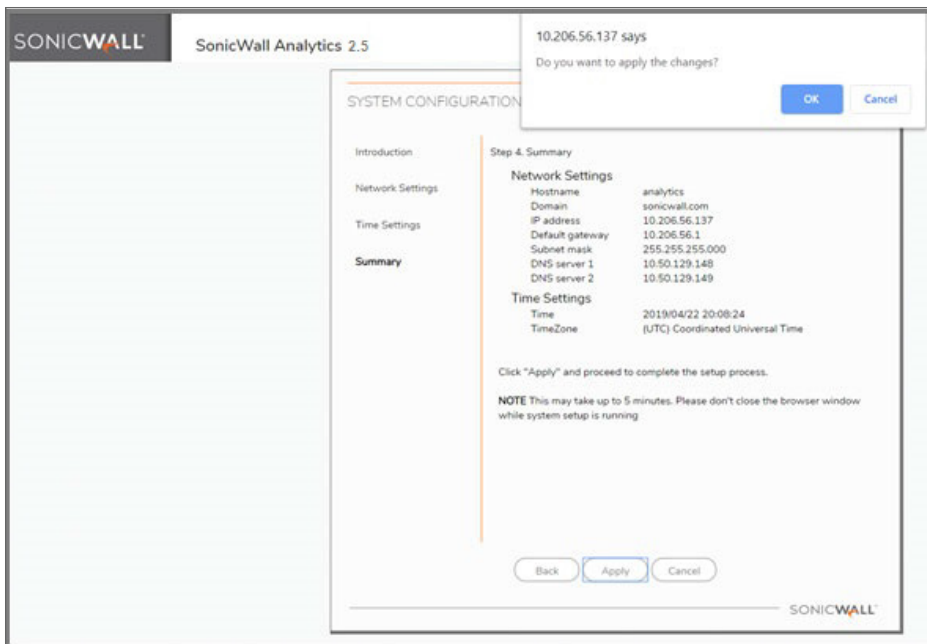 SONICWALL
SonicWall Analytics 2.5
10.206.56.137 says
Do you want to apply the changes?
OK
Cancel
SYSTEM CONFIGURATION
Introduction
Network Settings
Time Settings
Summary
Step 4. Summary
Network Settings
Hostname analytics
Domain sonicwall.com
IP address 10.206.56.137
Default gateway 10.206.56.1
Subnet mask 255.255.255.000
DNS server 1 10.50.129.148
DNS server 2 10.50.129.149
Time Settings
Time 2019/04/22 20:08:24
TimeZone (UTC) Coordinated Universal Time
Click "Apply" and proceed to complete the setup process.
NOTE This may take up to 5 minutes. Please don't close the browser window
while system setup is running
Back
Apply
Cancel
SONICWALL